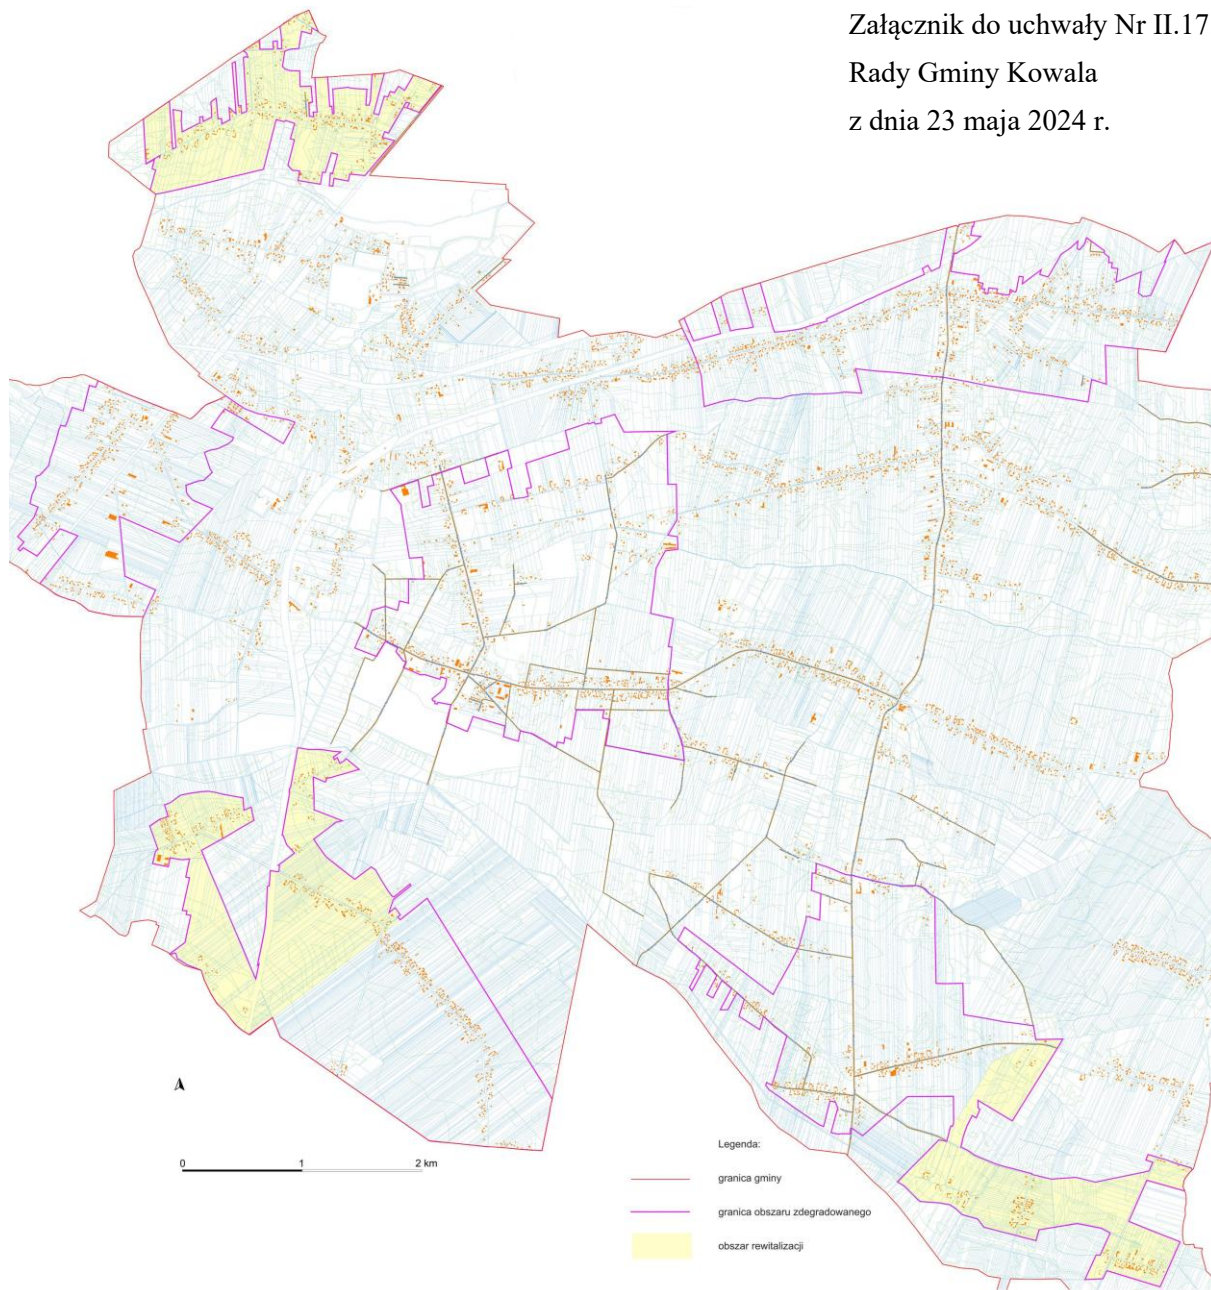 Załącznik do uchwały Nr II.17
Rady Gminy Kowala
z dnia 23 maja 2024 r.
0 1 2 km
Legenda:
granica gminy
granica obszaru zdegradowanego
obszar rewitalizacji